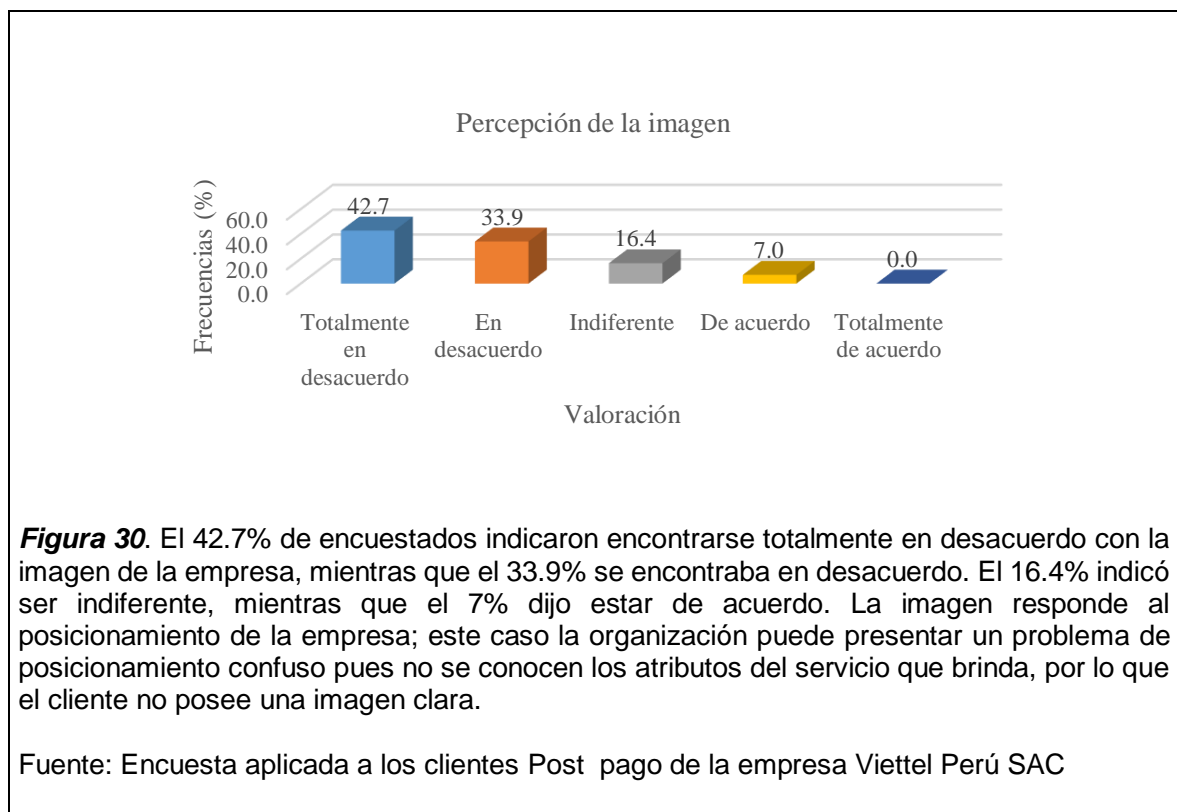 Percepción de la imagen
Frecuencias (%)
60.0
40.0
20.0
0.0
42.7
33.9
16.4
7.0
0.0
Totalmente
en
desacuerdo
En
desacuerdo
Indiferente
De acuerdo
Totalmente
de acuerdo
Valoración
Figura 30. El 42.7% de encuestados indicaron encontrarse totalmente en desacuerdo con la
imagen de la empresa, mientras que el 33.9% se encontraba en desacuerdo. El 16.4% indicó
ser indiferente, mientras que el 7% dijo estar de acuerdo. La imagen responde al
posicionamiento de la empresa; este caso la organización puede presentar un problema de
posicionamiento confuso pues no se conocen los atributos del servicio que brinda, por lo que
el cliente no posee una imagen clara.
Fuente: Encuesta aplicada a los clientes Post pago de la empresa Viettel Perú SAC